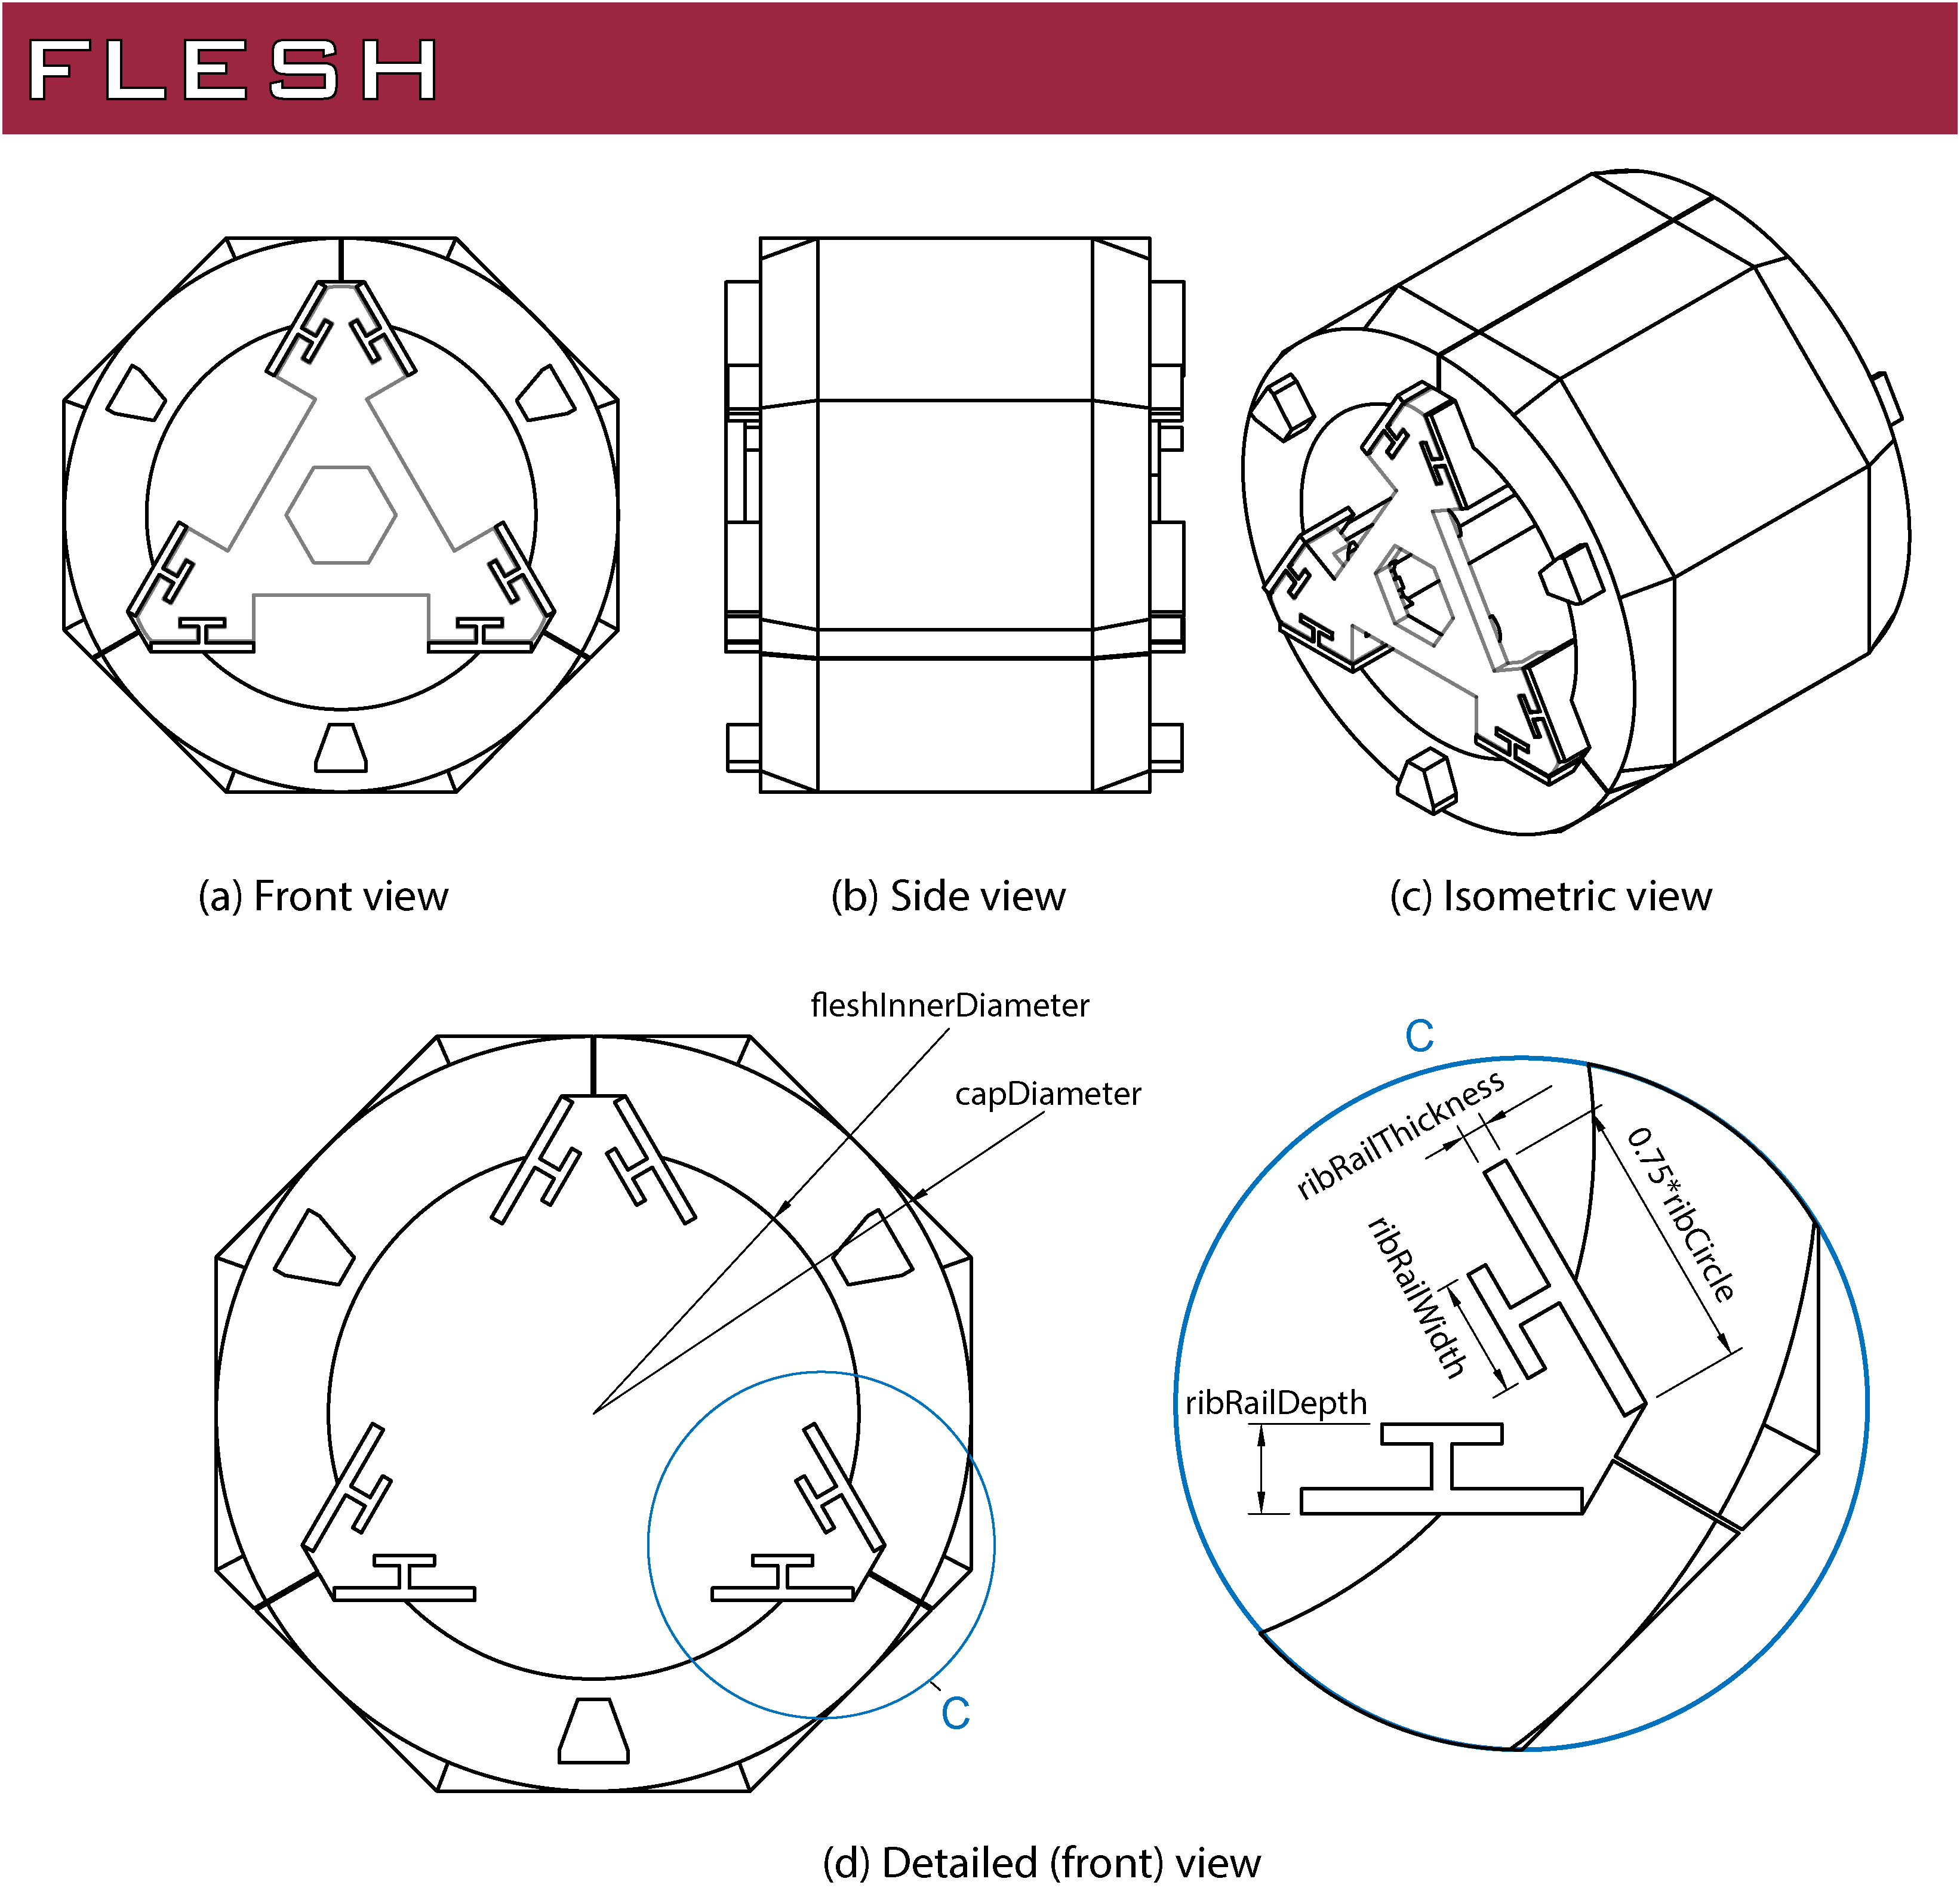 FLESH
(a) Front view
(b) Side view
(c) Isometric view
fleshInnerDiameter
capDiameter
C
C
ribRailThickness
0.75*ribCircle
ribRailWidth
ribRailDepth
(d) Detailed (front) view